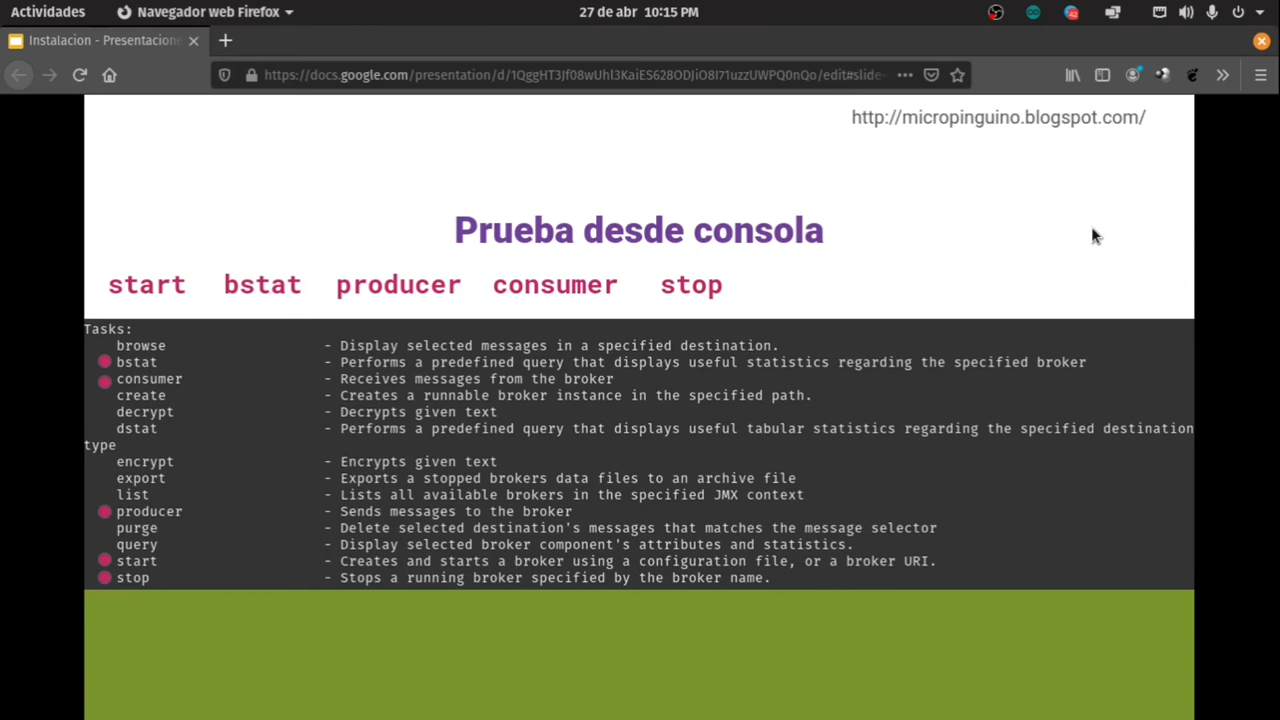 Actividades Navegador web Firefox 27 de abr 10:15 PM
Instalacion - Presentacione
https://docs.google.com/presentation/d/1QggHT3Jf08wUhl3KaiES628ODJiO8I71uzzUWPQ0nQo/edit#slide
http://micropinguino.blogspot.com/
Prueba desde consola
start bstat producer consumer stop
Tasks:
browse - Display selected messages in a specified destination.
bstat - Performs a predefined query that displays useful statistics regarding the specified broker
consumer - Receives messages from the broker
create - Creates a runnable broker instance in the specified path.
decrypt - Decrypts given text
dstat - Performs a predefined query that displays useful tabular statistics regarding the specified destination
type
encrypt - Encrypts given text
export - Exports a stopped brokers data files to an archive file
list - Lists all available brokers in the specified JMX context
producer - Sends messages to the broker
purge - Delete selected destination's messages that matches the message selector
query - Display selected broker component's attributes and statistics.
start - Creates and starts a broker using a configuration file, or a broker URI.
stop - Stops a running broker specified by the broker name.